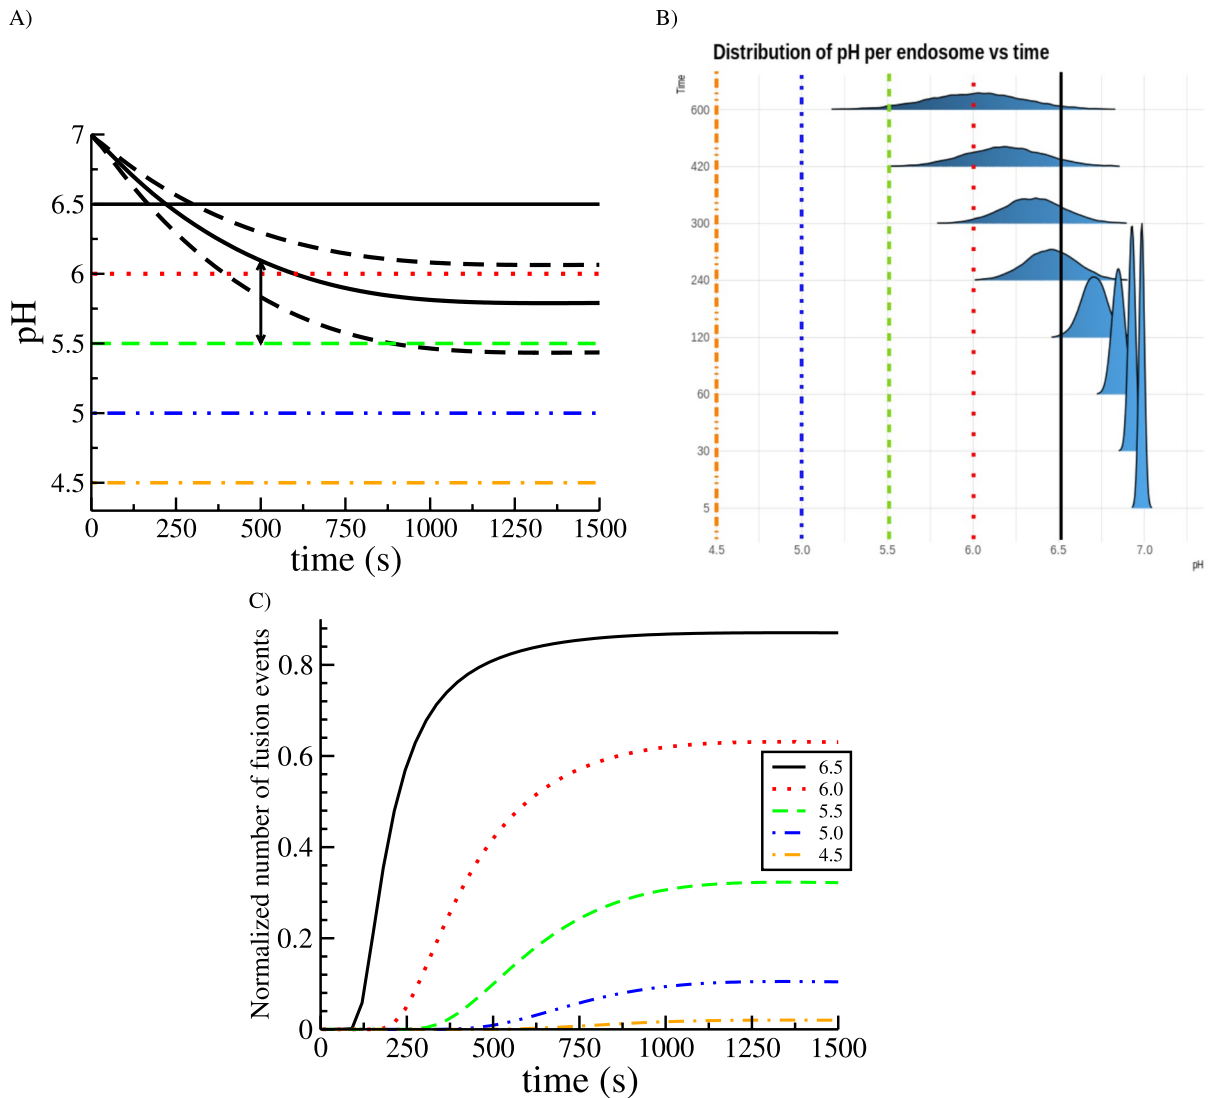 A)
7
6.5
6
5.5
5
4.5
pH
0 250 500 750 1000 1250 1500
time (s)
B)
Distribution of pH per endosome vs time
Time
600
420
300
240
120
60
30
5
4.5 5.0 5.5 6.0 6.5 7.0
pH
C)
Normalized number of fusion events
0.8
0.6
0.4
0.2
0
6.5
6.0
5.5
5.0
4.5
0 250 500 750 1000 1250 1500
time (s)